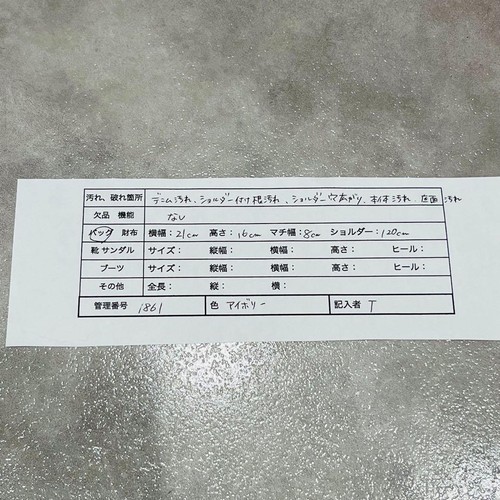 汚れ、破れ箇所 デニム汚れ、ショルダー付け根汚れ、ショルダー穴あがり、本体汚れ、底面汚れ
欠品 機能 なし
バッグ 財布 横幅：21cm 高さ：16cm マチ幅：8cm ショルダー：120cm
靴 サンダル サイズ： 縦幅： 横幅： 高さ： ヒール：
ブーツ サイズ： 縦幅： 横幅： 高さ： ヒール：
その他 全長： 縦： 横：
管理番号 1861 色 アイボリー 記入者 T